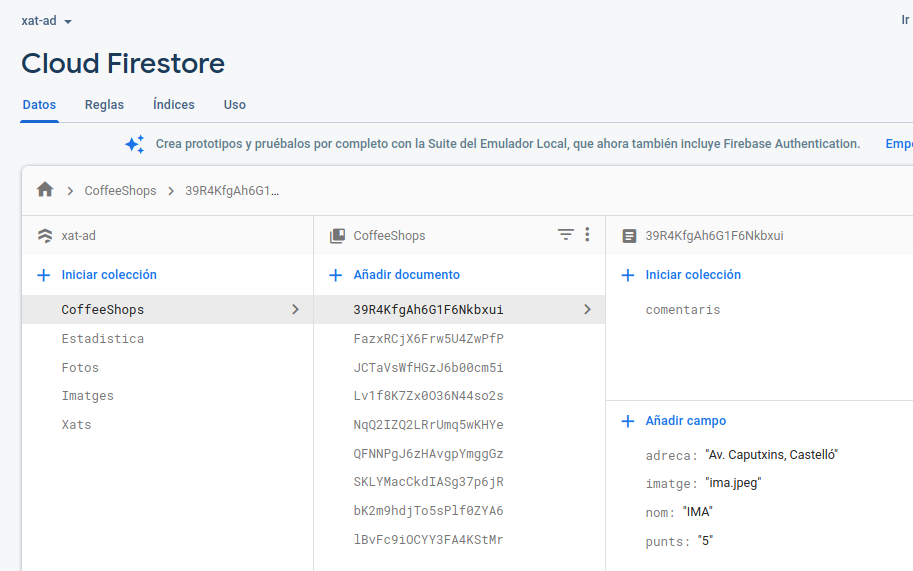 xat-ad
Ir
Cloud Firestore
Datos Reglas Índices Uso
Crea prototipos y pruébalos por completo con la Suite del Emulador Local, que ahora también incluye Firebase Authentication. Empe
CoffeeShops 39R4KfgAh6G1...
xat-ad
Iniciar colección
CoffeeShops
Estadistica
Fotos
Imatges
Xats
CoffeeShops
Añadir documento
39R4KfgAh6G1F6Nkbxui
FazxRCjX6Frw5U4ZwPfP
JCTaVsWfHGzJ6b00cm5i
Lv1f8K7Zx0O36N44so2s
NqQ2IZQ2LRrUmq5wKHYe
QFNNPgJ6zHAvgpYmggGz
SKLYMacCkdIASg37p6jR
bK2m9hdjTo5sPlf0ZYA6
lBvFc9iOCYY3FA4KStMr
39R4KfgAh6G1F6Nkbxui
Iniciar colección
comentaris
Añadir campo
adreca: "Av. Caputxins, Castelló"
imatge: "ima.jpeg"
nom: "IMA"
punts: "5"